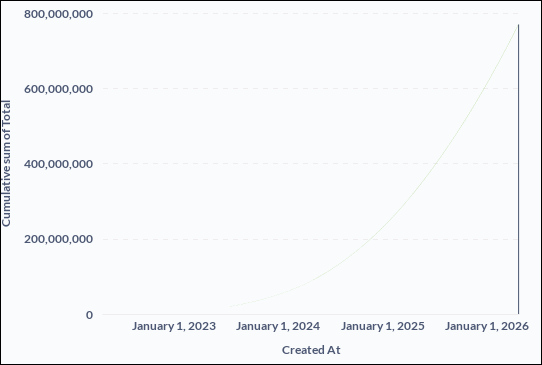 800,000,000
600,000,000
400,000,000
200,000,000
0
Cumulative sum of Total
January 1, 2023 January 1, 2024 January 1, 2025 January 1, 2026
Created At